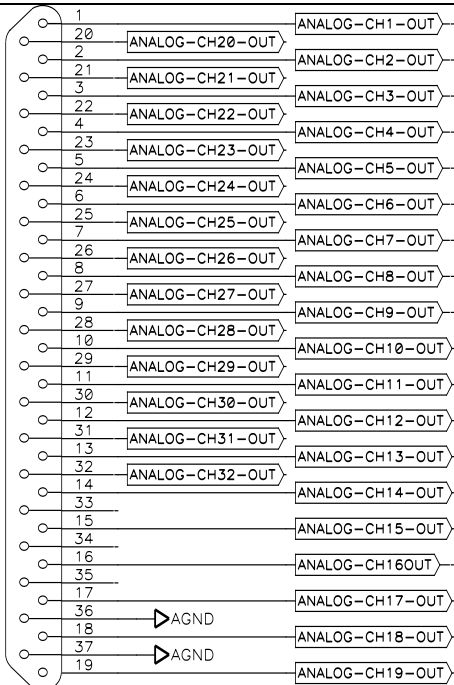 1 ANALOG-CH1-OUT
20 ANALOG-CH20-OUT
2 ANALOG-CH2-OUT
21 ANALOG-CH21-OUT
3 ANALOG-CH3-OUT
22 ANALOG-CH22-OUT
4 ANALOG-CH4-OUT
23 ANALOG-CH23-OUT
5 ANALOG-CH5-OUT
24 ANALOG-CH24-OUT
6 ANALOG-CH6-OUT
25 ANALOG-CH25-OUT
7 ANALOG-CH7-OUT
26 ANALOG-CH26-OUT
8 ANALOG-CH8-OUT
27 ANALOG-CH27-OUT
9 ANALOG-CH9-OUT
28 ANALOG-CH28-OUT
10 ANALOG-CH10-OUT
29 ANALOG-CH29-OUT
11 ANALOG-CH11-OUT
30 ANALOG-CH30-OUT
12 ANALOG-CH12-OUT
31 ANALOG-CH31-OUT
13 ANALOG-CH13-OUT
32 ANALOG-CH32-OUT
14 ANALOG-CH14-OUT
33
15 ANALOG-CH15-OUT
34
16 ANALOG-CH16OUT
35
17 ANALOG-CH17-OUT
36 AGND
18 ANALOG-CH18-OUT
37 AGND
19 ANALOG-CH19-OUT